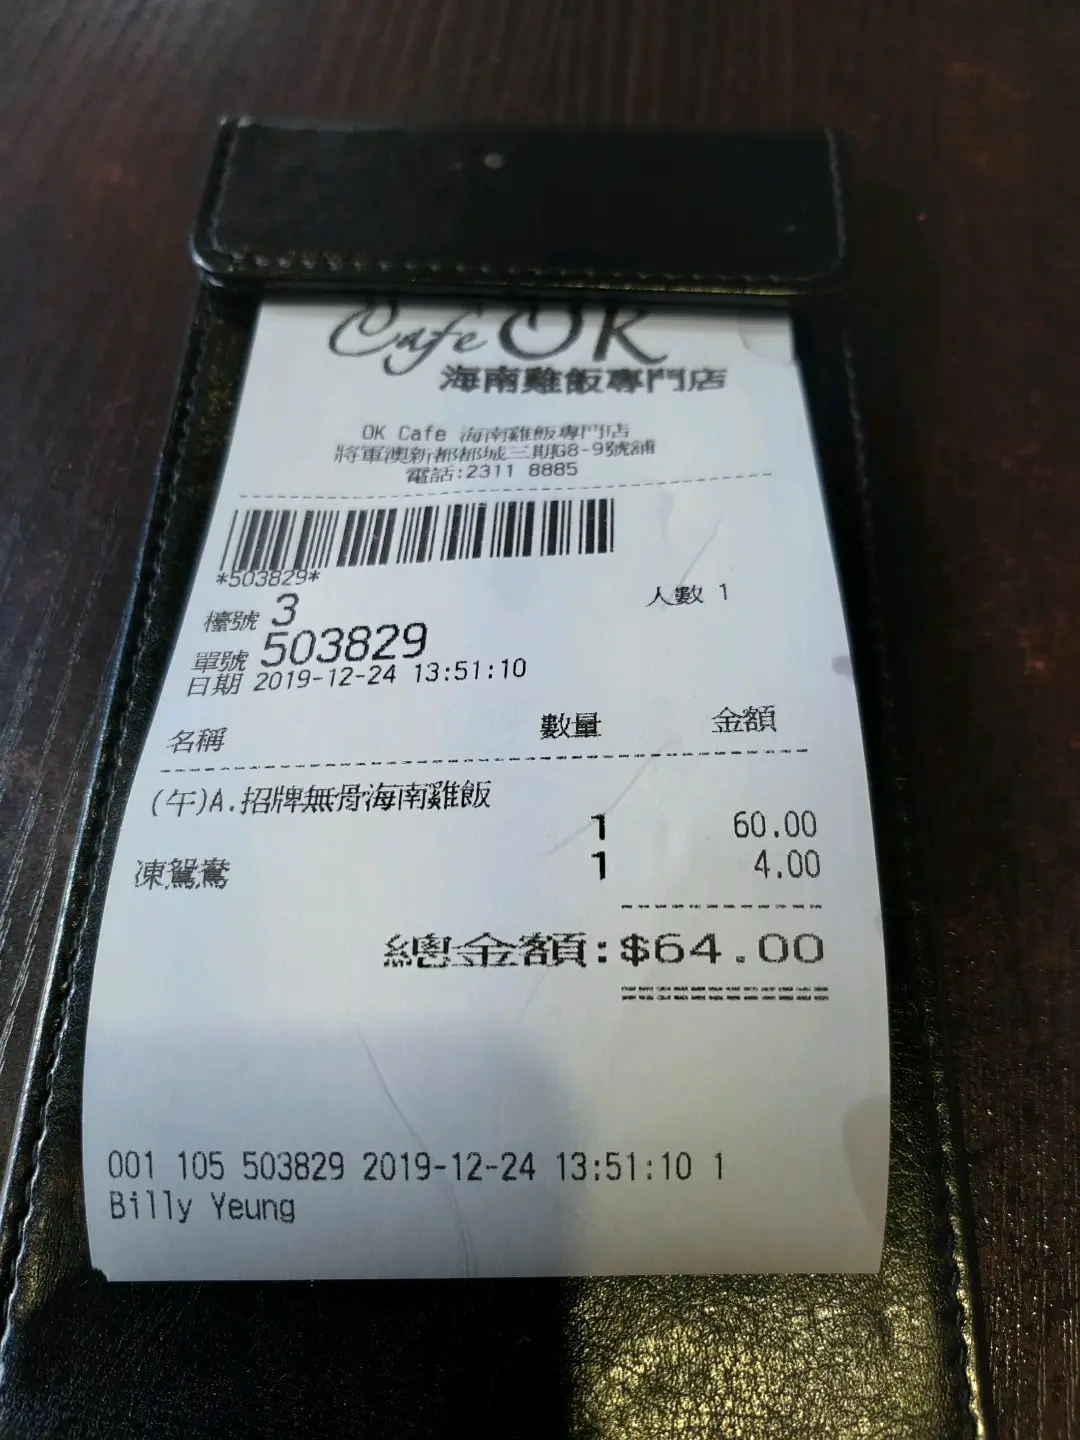 Cafe OK
海南雞飯專門店
OK Cafe 海南雞飯專門店
將軍澳新都都城三期G8-9號舖
電話:2311 8885
*503829*
檯號 3 人數 1
單號 503829
日期 2019-12-24 13:51:10
名稱 數量 金額
(午)A.招牌無骨海南雞飯
1 60.00
凍鴛鴦 1 4.00
總金額:$64.00
001 105 503829 2019-12-24 13:51:10 1
Billy Yeung